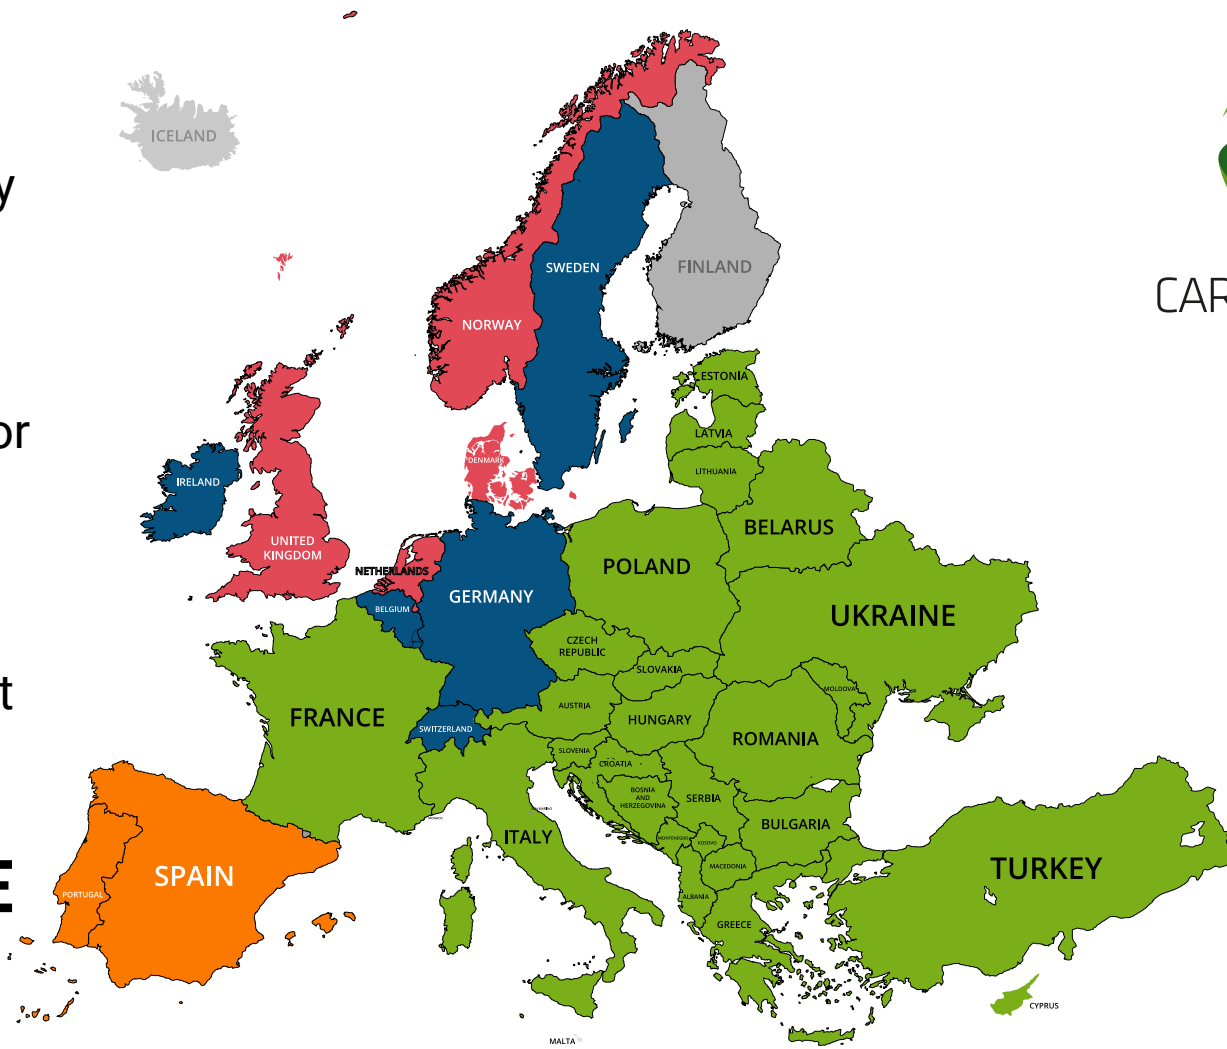 ICELAND
y
SWEDEN
FINLAND
CAR
NORWAY
ESTONIA
or
LATVIA
DENMARK
LITHUANIA
IRELAND
BELARUS
UNITED
KINGDOM
POLAND
NETHERLANDS
GERMANY
BELGIUM
UKRAINE
CZECH
REPUBLIC
SLOVAKIA
MOLDOVA
t
AUSTRIA
FRANCE
HUNGARY
SWITZERLAND
ROMANIA
SLOVENIA
CROATIA
BOSNIA
AND
HERZEGOVINA
SERBIA
BULGARIA
ITALY
MONTENEGRO
KOSOVO
MACEDONIA
TURKEY
E
SPAIN
PORTUGAL
ALBANIA
GREECE
CYPRUS
MALTA